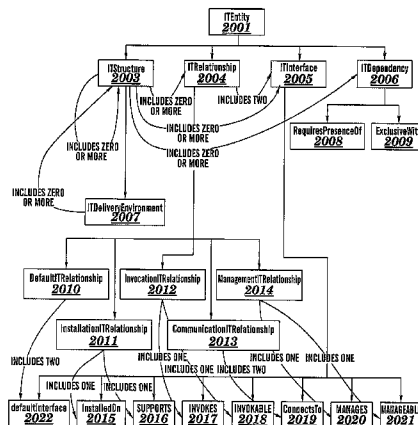 ITEntity
2001
ITStructure
2003
ITRelationship
2004
ITInterface
2005
ITDependency
2006
INCLUDES ZERO
OR MORE
INCLUDES TWO
INCLUDES ZERO
OR MORE
INCLUDES ZERO
OR MORE
INCLUDES ZERO
OR MORE
RequiresPresenceOf
2008
ExclusiveWit
2009
INCLUDES ZERO
OR MORE
ITDeliveryEnvironment
2007
DefaultITRelationship
2010
InvocationITRelationship
2012
ManagementITRelationship
2014
InstallationITRelationship
2011
CommunicationITRelationship
2013
INCLUDES TWO
INCLUDES ONE
INCLUDES ONE
INCLUDES ONE
INCLUDES ONE
INCLUDES ONE
INCLUDES ONE
defaultInterface
2022
InstalledOn
2015
SUPPORTS
2016
INVOKES
2017
INVOKABLE
2018
ConnectsTo
2019
MANAGES
2020
MANAGEABL
2021